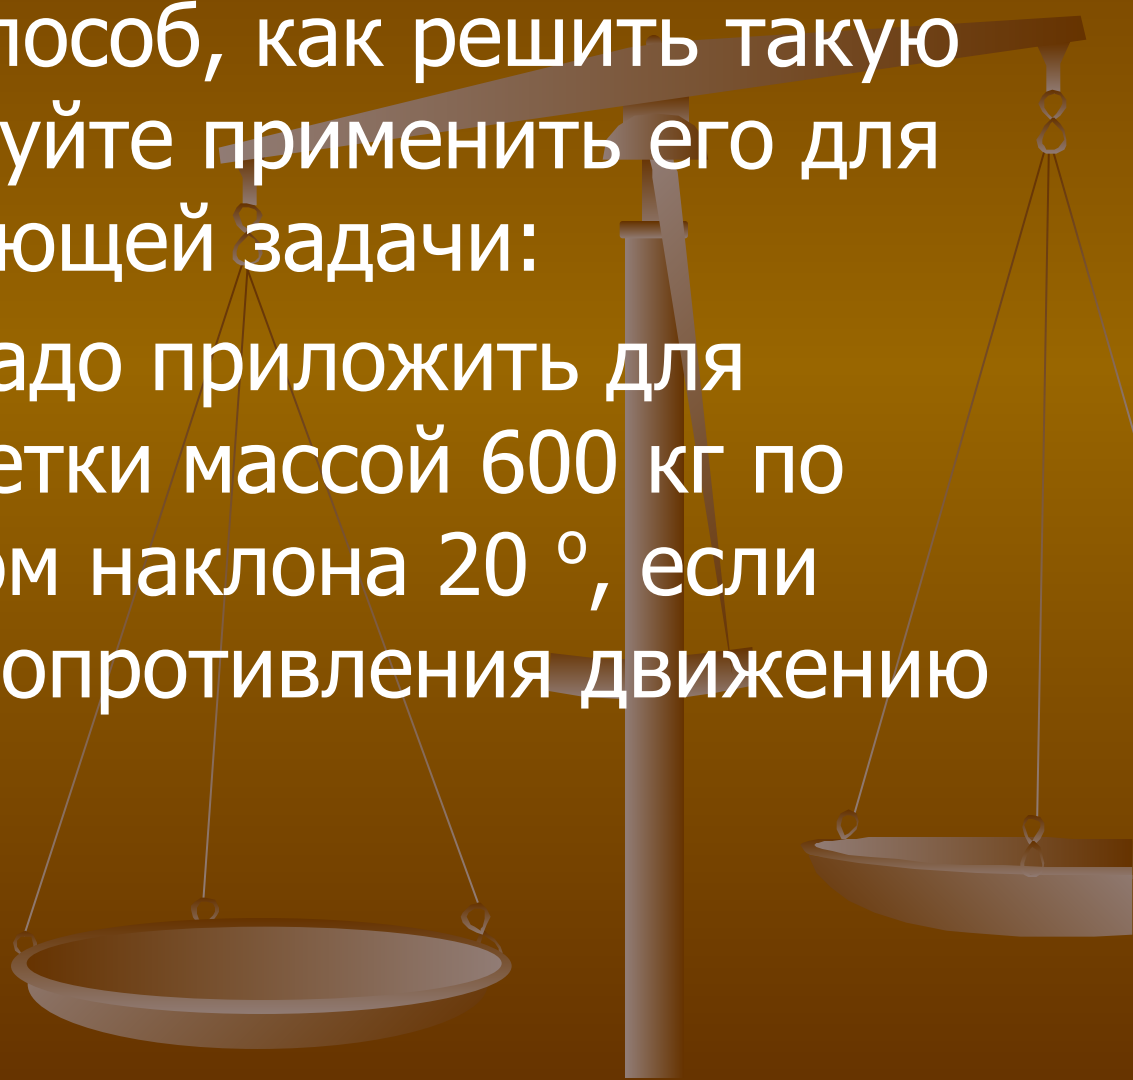 пособ, как решить такую
уйте применить его для
ющей задачи:
адо приложить для
етки массой 600 кг по
ом наклона 20 º, если
опротивления движению